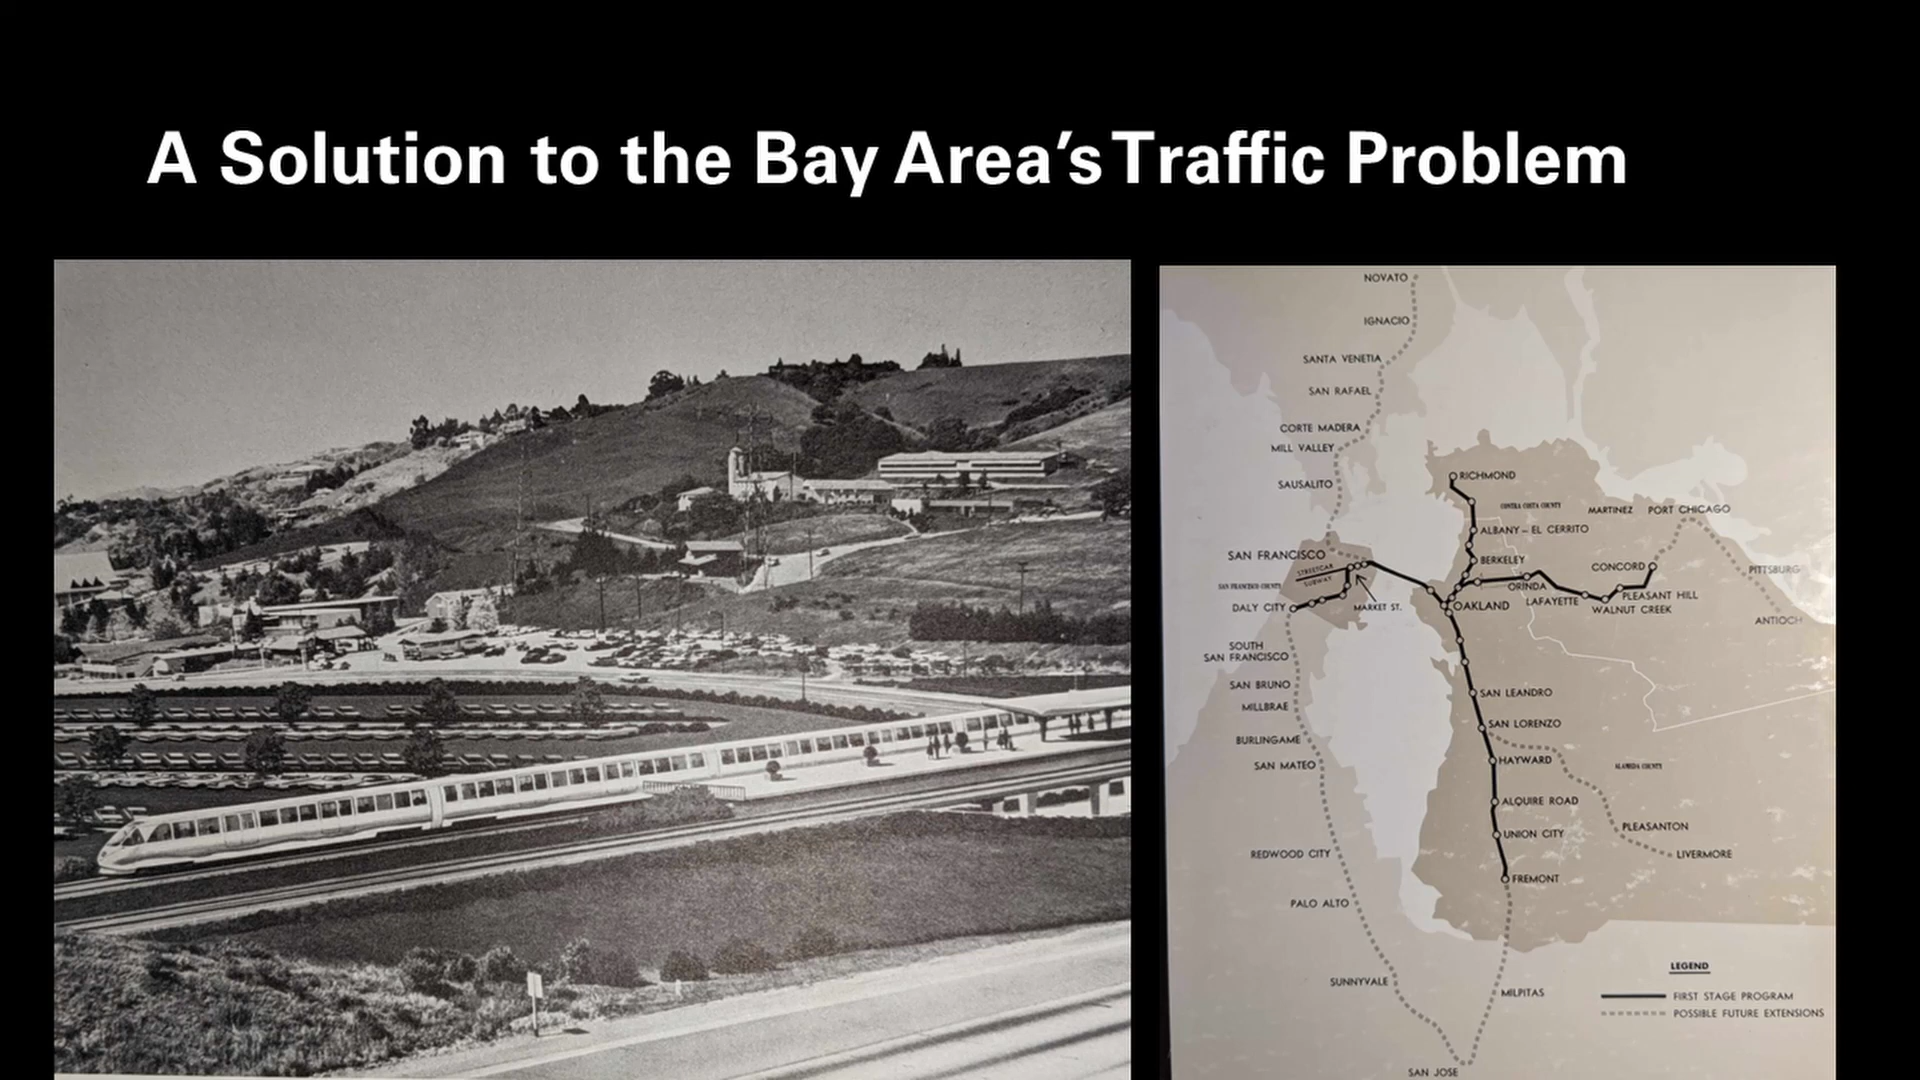 A Solution to the Bay Area’s Traffic Problem
NOVATO
IGNACIO
SANTA VENETIA
SAN RAFAEL
CORTE MADERA
MILL VALLEY
SAUSALITO
RICHMOND
CONTRA COSTA COUNTY
MARTINEZ
PORT CHICAGO
ALBANY – EL CERRITO
SAN FRANCISCO
BERKELEY
CONCORD
PITTSBURG
STREETCAR
SUBWAY
SAN FRANCISCO COUNTY
ORINDA
PLEASANT HILL
LAFAYETTE
DALY CITY
MARKET ST.
OAKLAND
WALNUT CREEK
ANTIOCH
SOUTH
SAN FRANCISCO
SAN BRUNO
SAN LEANDRO
MILLBRAE
SAN LORENZO
BURLINGAME
HAYWARD
SAN MATEO
ALAMEDA COUNTY
ALQUIRE ROAD
PLEASANTON
UNION CITY
REDWOOD CITY
LIVERMORE
FREMONT
PALO ALTO
LEGEND
SUNNYVALE
MILPITAS
FIRST STAGE PROGRAM
POSSIBLE FUTURE EXTENSIONS
SAN JOSE